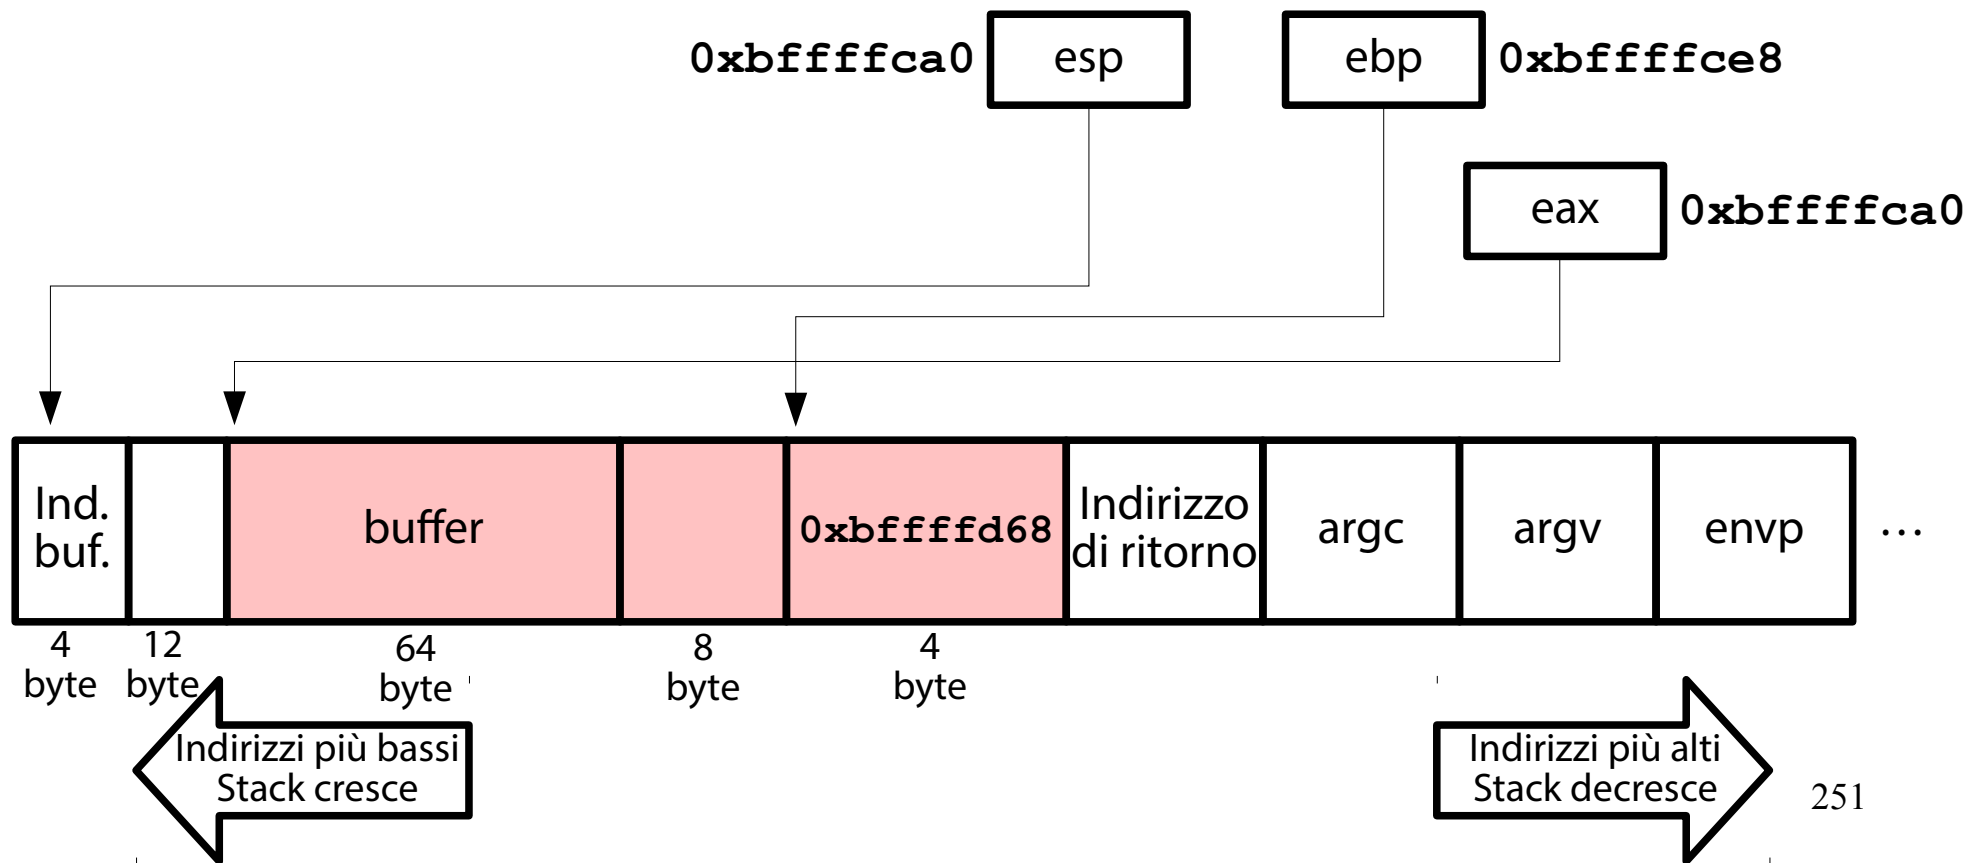 0xbffffca0 esp ebp 0xbffffce8
eax 0xbffffca0
Ind.
buf.
buffer
0xbffffd68
Indirizzo
di ritorno
argc
argv
envp
...
4
byte
12
byte
64
byte
8
byte
4
byte
Indirizzi più bassi
Stack cresce
Indirizzi più alti
Stack decresce
251